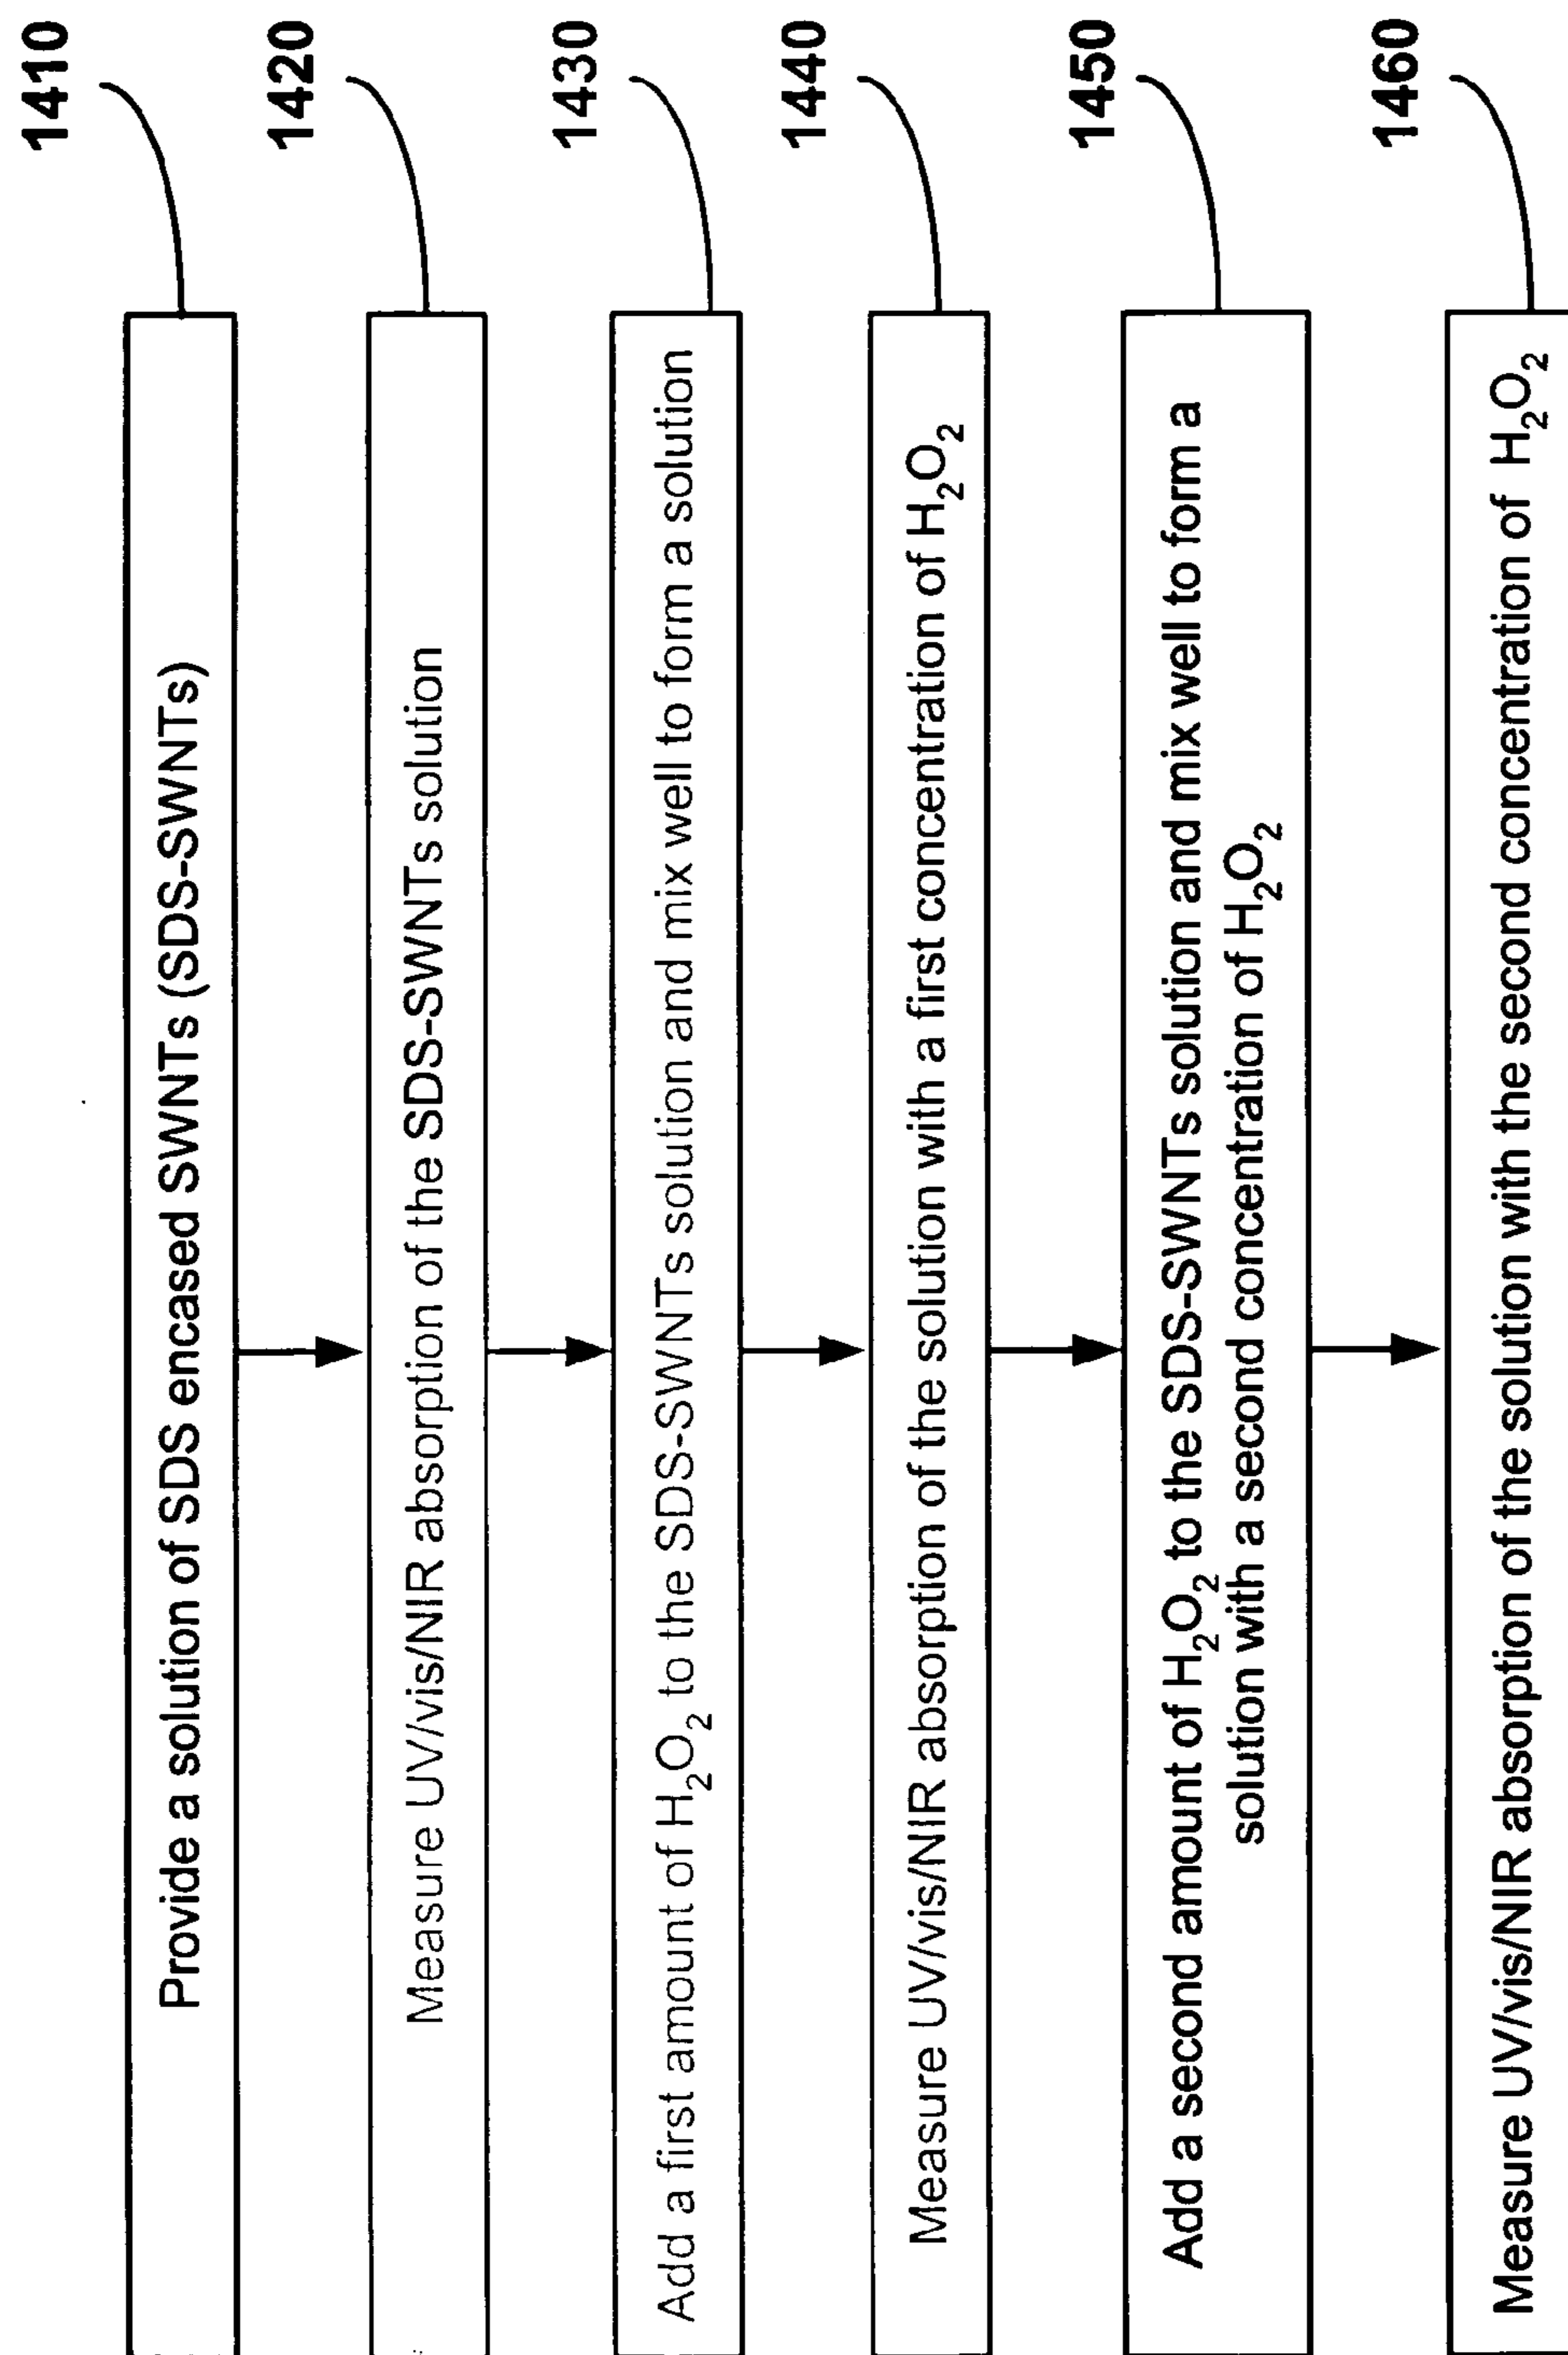 1410
Provide a solution of SDS encased SWNTs (SDS-SWNTs)
1420
Measure UV/vis/NIR absorption of the SDS-SWNTs solution
1430
Add a first amount of H₂O₂ to the SDS-SWNTs solution and mix well to form a solution
1440
Measure UV/vis/NIR absorption of the solution with a first concentration of H₂O₂
1450
Add a second amount of H₂O₂ to the SDS-SWNTs solution and mix well to form a
solution with a second concentration of H₂O₂
1460
Measure UV/vis/NIR absorption of the solution with the second concentration of H₂O₂